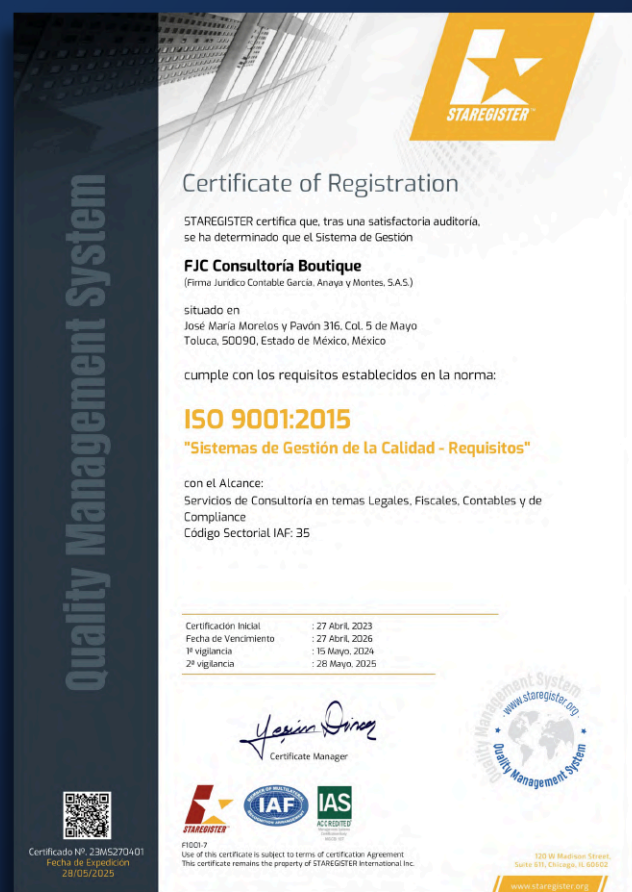 STAREGISTER™
Quality Management System
Certificate of Registration
STAREGISTER certifica que, tras una satisfactoria auditoría,
se ha determinado que el Sistema de Gestión
FJC Consultoría Boutique
(Firma Jurídico Contable García, Anaya y Montes, S.A.S.)
situado en
José María Morelos y Pavón 316, Col. 5 de Mayo
Toluca, 50090, Estado de México, México
cumple con los requisitos establecidos en la norma:
ISO 9001:2015
"Sistemas de Gestión de la Calidad - Requisitos"
con el Alcance:
Servicios de Consultoría en temas Legales, Fiscales, Contables y de
Compliance
Código Sectorial IAF: 35
Certificación Inicial : 27 Abril, 2023
Fecha de Vencimiento : 27 Abril, 2026
1ª vigilancia : 15 Mayo, 2024
2ª vigilancia : 28 Mayo, 2025
Certificate Manager
Quality Management System
www.staregister.org
Quality Management System
STAREGISTER
IAF
IAS
ACCREDITED
F1001-7
Use of this certificate is subject to terms of certification Agreement
This certificate remains the property of STAREGISTER International Inc.
Certificado Nº. 23MS270401
Fecha de Expedición
28/05/2025
120 W Madison Street,
Suite 611, Chicago, IL 60602
www.staregister.org